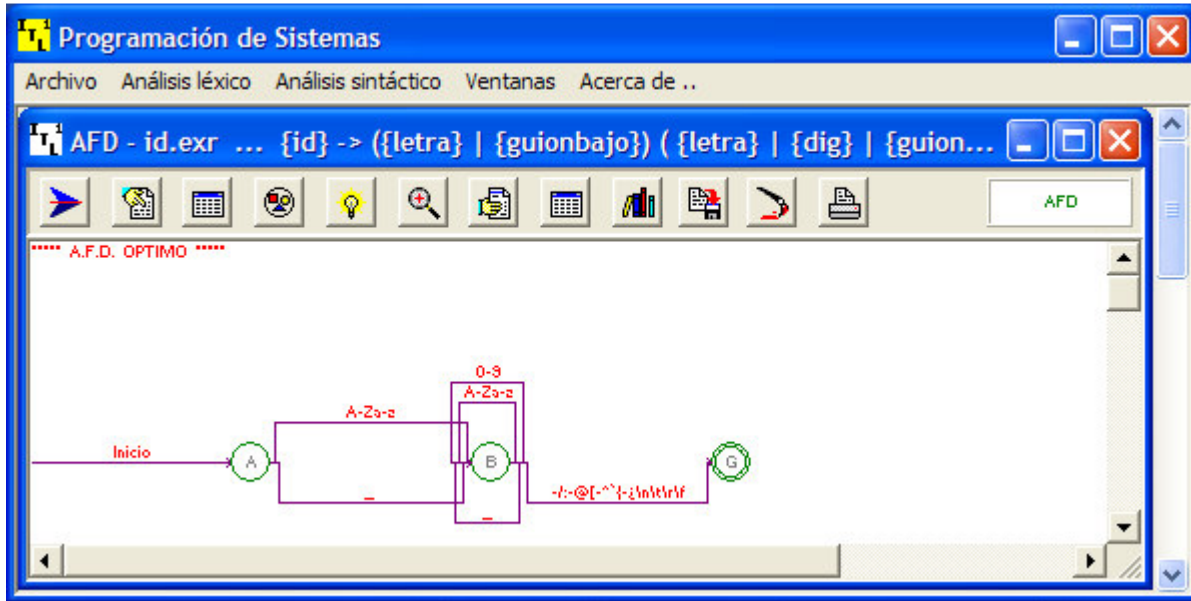 Programación de Sistemas
Archivo Análisis léxico Análisis sintáctico Ventanas Acerca de ..
AFD - id.exr ... {id} -> ({letra} | {guionbajo}) ( {letra} | {dig} | {guion...
AFD
***** A.F.D. OPTIMO *****
0-9
A-Za-z
A-Za-z
Inicio
A
B
G
_
_